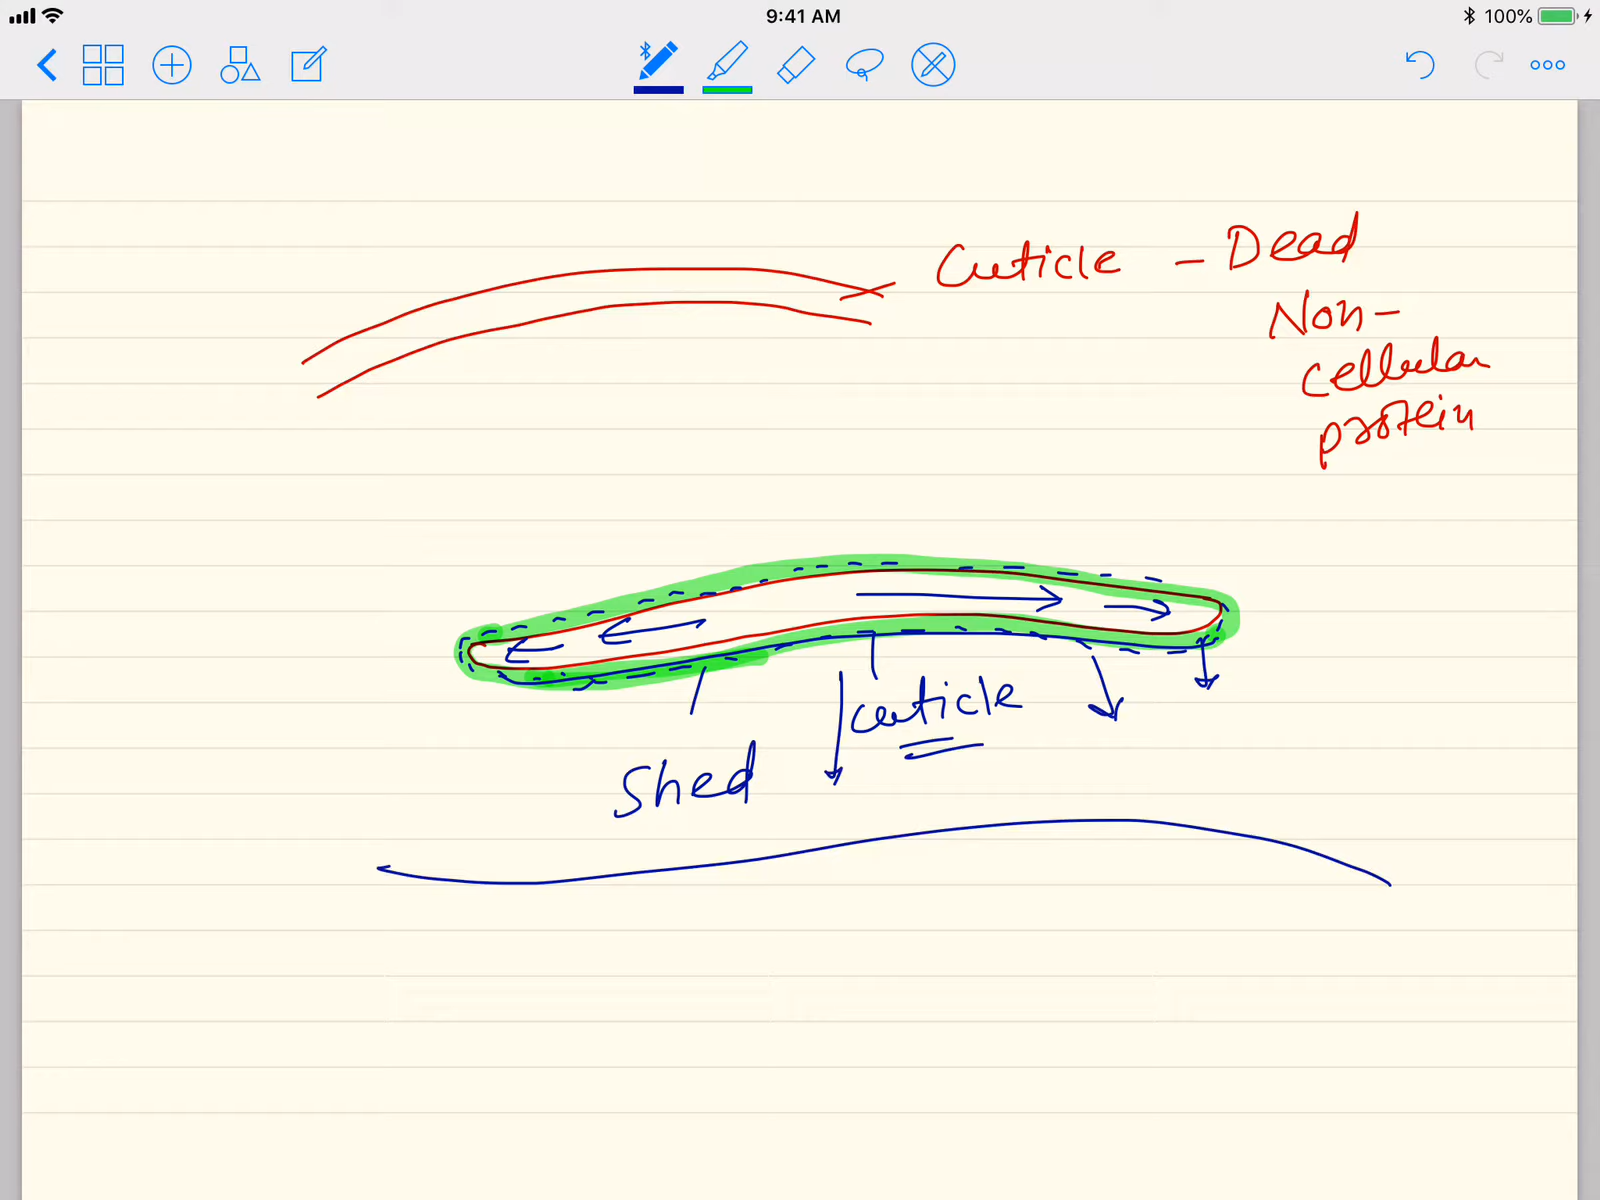 9:41 AM
100%
Cuticle - Dead
Non-
cellular
protein
cuticle
Shed